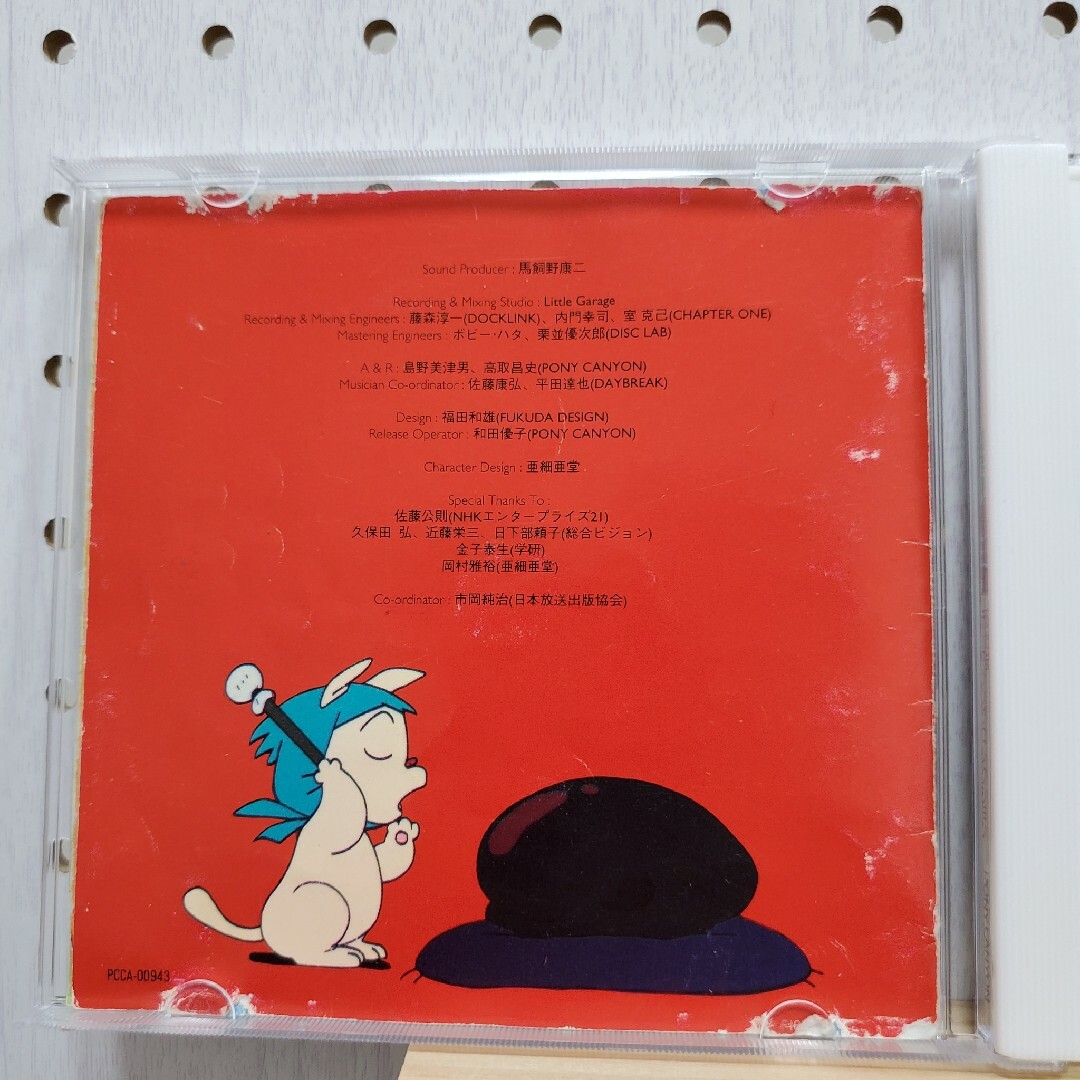 Sound Producer : 馬飼野康二
Recording & Mixing Studio : Little Garage
Recording & Mixing Engineers : 藤森淳一(DOCKLINK)、内門幸司、室 克己(CHAPTER ONE)
Mastering Engineers : ボビー・ハタ、栗並優次郎(DISC LAB)
A & R : 島野美津男、高取昌史(PONY CANYON)
Musician Co-ordinator : 佐藤康弘、平田達也(DAYBREAK)
Design : 福田和雄(FUKUDA DESIGN)
Release Operator : 和田優子(PONY CANYON)
Character Design : 亜細亜堂
Special Thanks To :
佐藤公則(NHKエンタープライズ21)
久保田 弘、近藤栄三、日下部頼子(総合ビジョン)
金子泰生(学研)
岡村雅裕(亜細亜堂)
Co-ordinator : 市岡純治(日本放送出版協会)
PCCA-00943